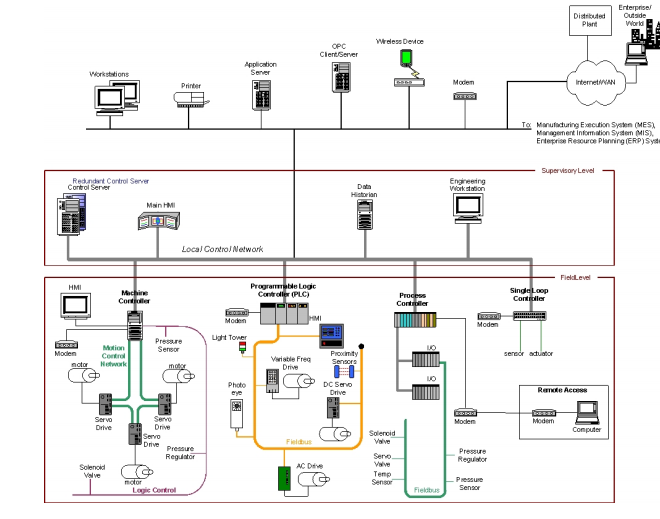 Distributed
Plant
Enterprise/
Outside
World
OPC
Client/Server
Wireless Device
Application
Server
Workstations
Printer
Modem
Internet/WAN
To: Manufacturing Execution System (MES),
Management Information System (MIS),
Enterprise Resource Planning (ERP) Syste
Supervisory Level
Redundant Control Server
Control Server
Main HMI
Data
Historian
Engineering
Workstation
Local Control Network
FieldLevel
HMI
Machine
Controller
Programmable Logic
Controller (PLC)
Process
Controller
Single Loop
Controller
Modem
HMI
Modem
Modem
Motion
Control
Network
Pressure
Sensor
Light Tower
Variable Freq
Drive
Proximity
Sensors
I/O
sensor actuator
motor
motor
Photo
eye
DC Servo
Drive
I/O
Remote Access
Servo
Drive
Servo
Drive
Servo
Drive
Modem
Modem
Computer
Fieldbus
Solenoid
Valve
Pressure
Regulator
Servo
Valve
Pressure
Regulator
AC Drive
Temp
Sensor
Solenoid
Valve
motor
Logic Control
Fieldbus
Pressure
Sensor